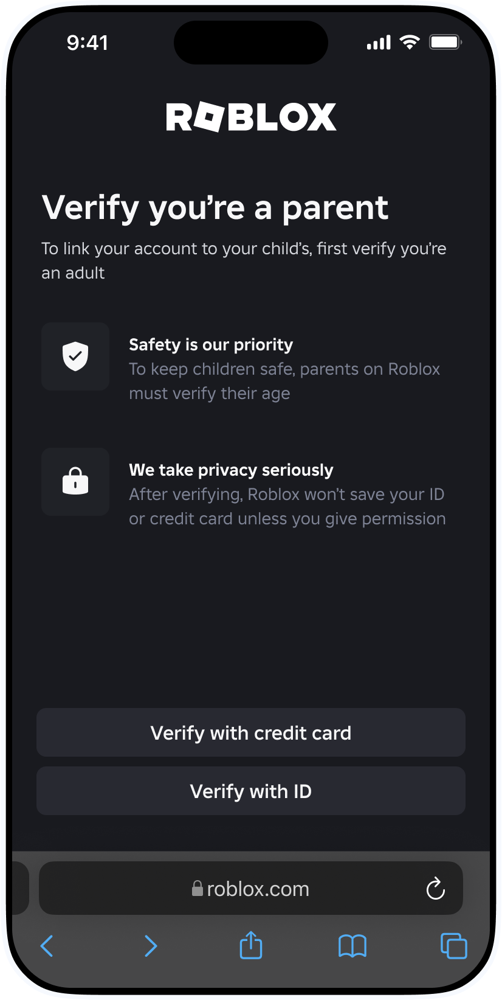 9:41
ROBLOX
Verify you’re a parent
To link your account to your child’s, first verify you’re
an adult
Safety is our priority
To keep children safe, parents on Roblox
must verify their age
We take privacy seriously
After verifying, Roblox won’t save your ID
or credit card unless you give permission
Verify with credit card
Verify with ID
roblox.com